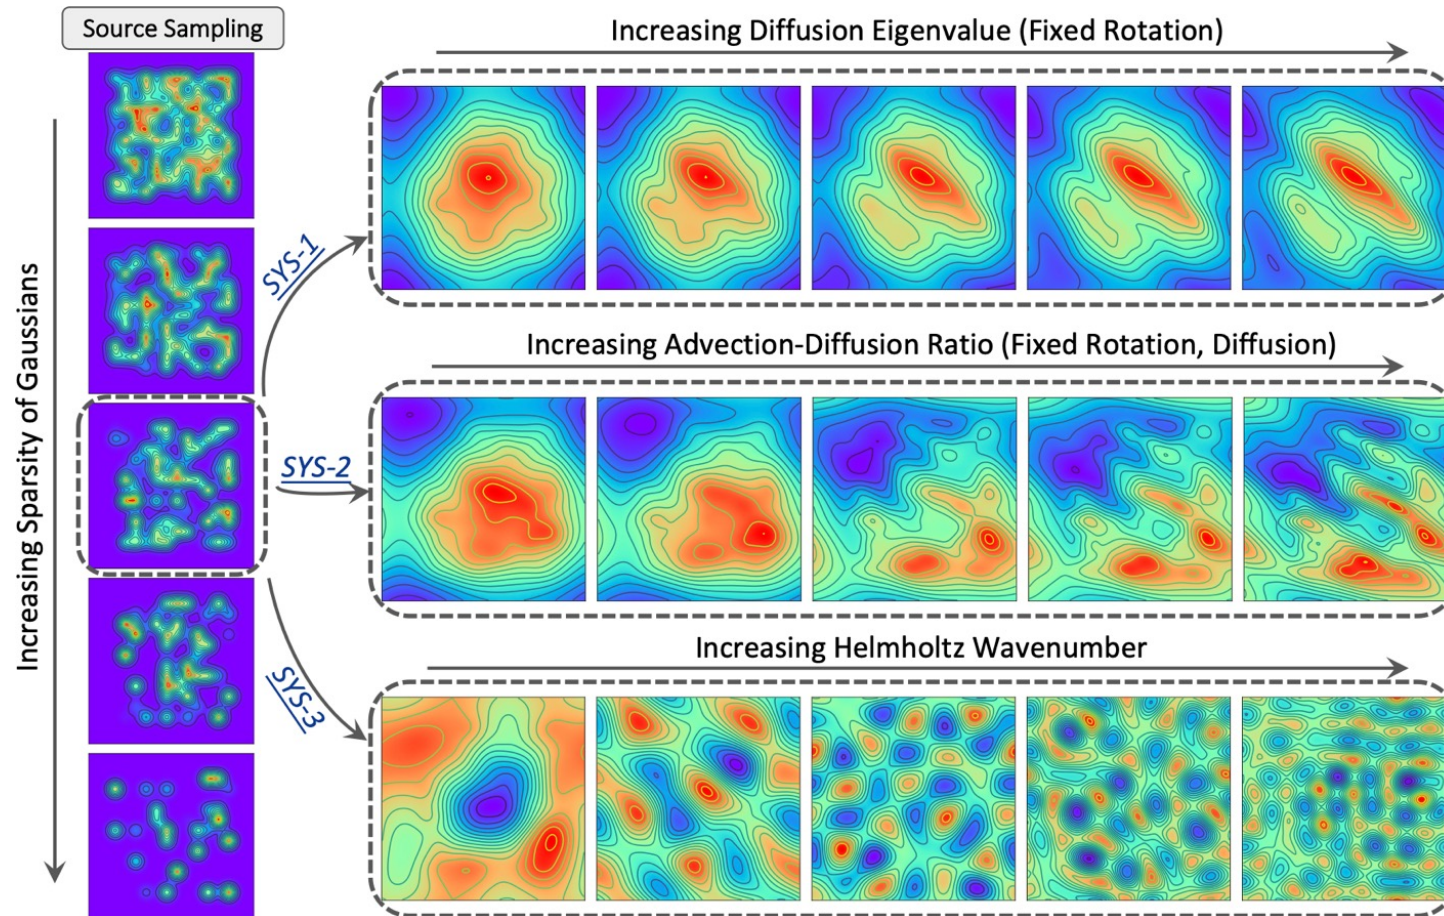 Source Sampling
Increasing Sparsity of Gaussians
SYS-1
Increasing Diffusion Eigenvalue (Fixed Rotation)
SYS-2
Increasing Advection-Diffusion Ratio (Fixed Rotation, Diffusion)
SYS-3
Increasing Helmholtz Wavenumber